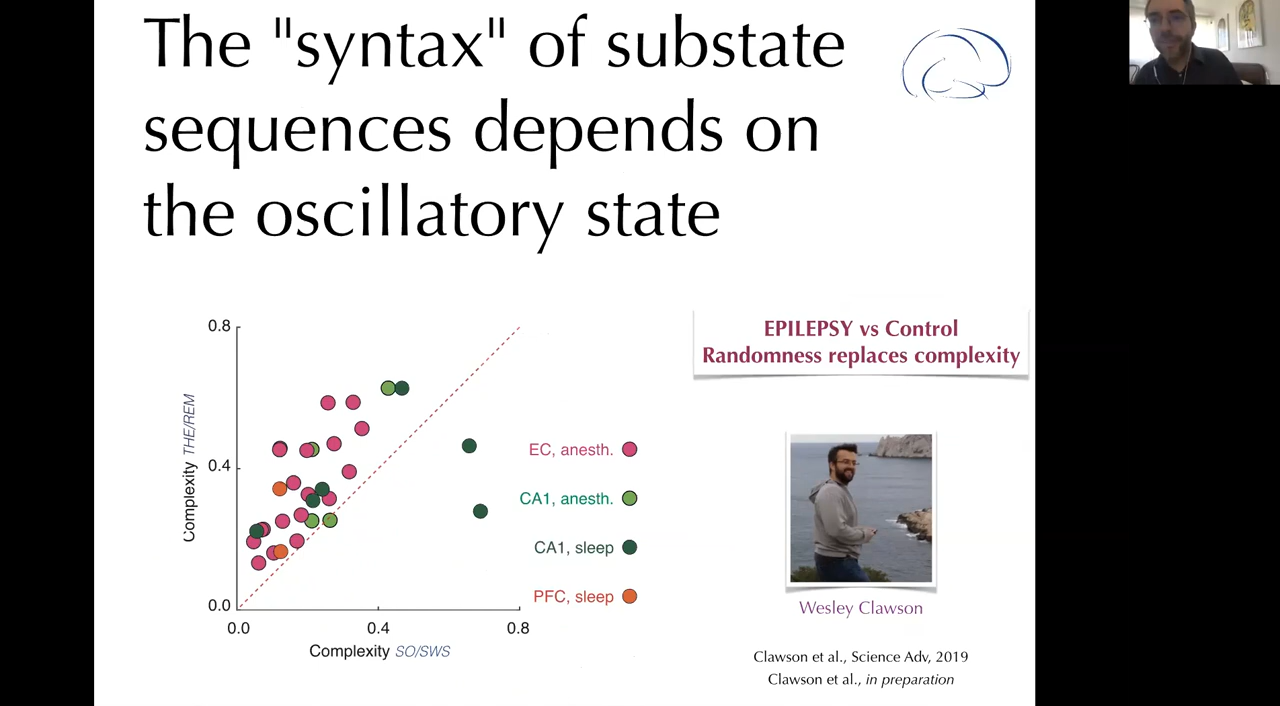 The "syntax" of substate
sequences depends on
the oscillatory state
0.8
0.4
0.0
Complexity THE/REM
0.0
0.4
0.8
Complexity SO/SWS
EC, anesth.
CA1, anesth.
CA1, sleep
PFC, sleep
EPILEPSY vs Control
Randomness replaces complexity
Wesley Clawson
Clawson et al., Science Adv, 2019
Clawson et al., in preparation